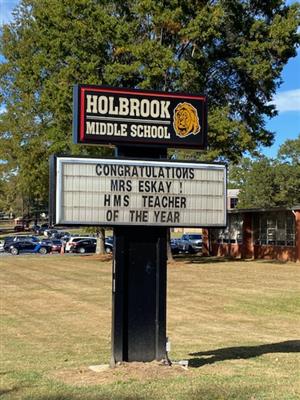 HOLBROOK
MIDDLE SCHOOL
CONGRATULATIONS
MRS ESKAY !
HMS TEACHER
OF THE YEAR